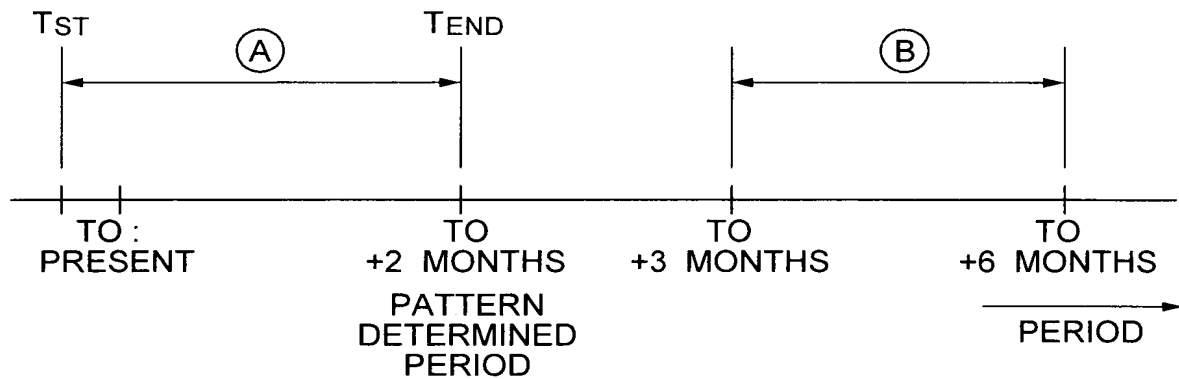 TST
TEND
A
B
TO :
PRESENT
TO
+2 MONTHS
PATTERN
DETERMINED
PERIOD
TO
+3 MONTHS
TO
+6 MONTHS
PERIOD